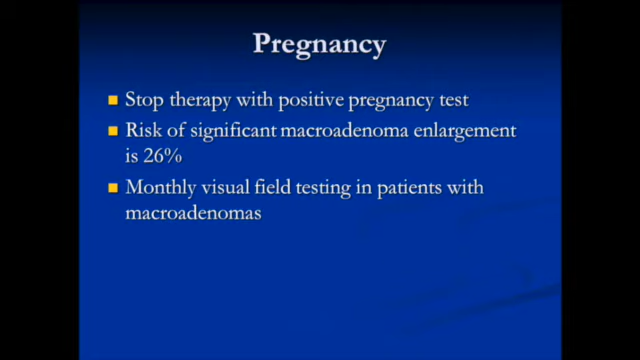 Pregnancy
Stop therapy with positive pregnancy test
Risk of significant macroadenoma enlargement
is 26%
Monthly visual field testing in patients with
macroadenomas